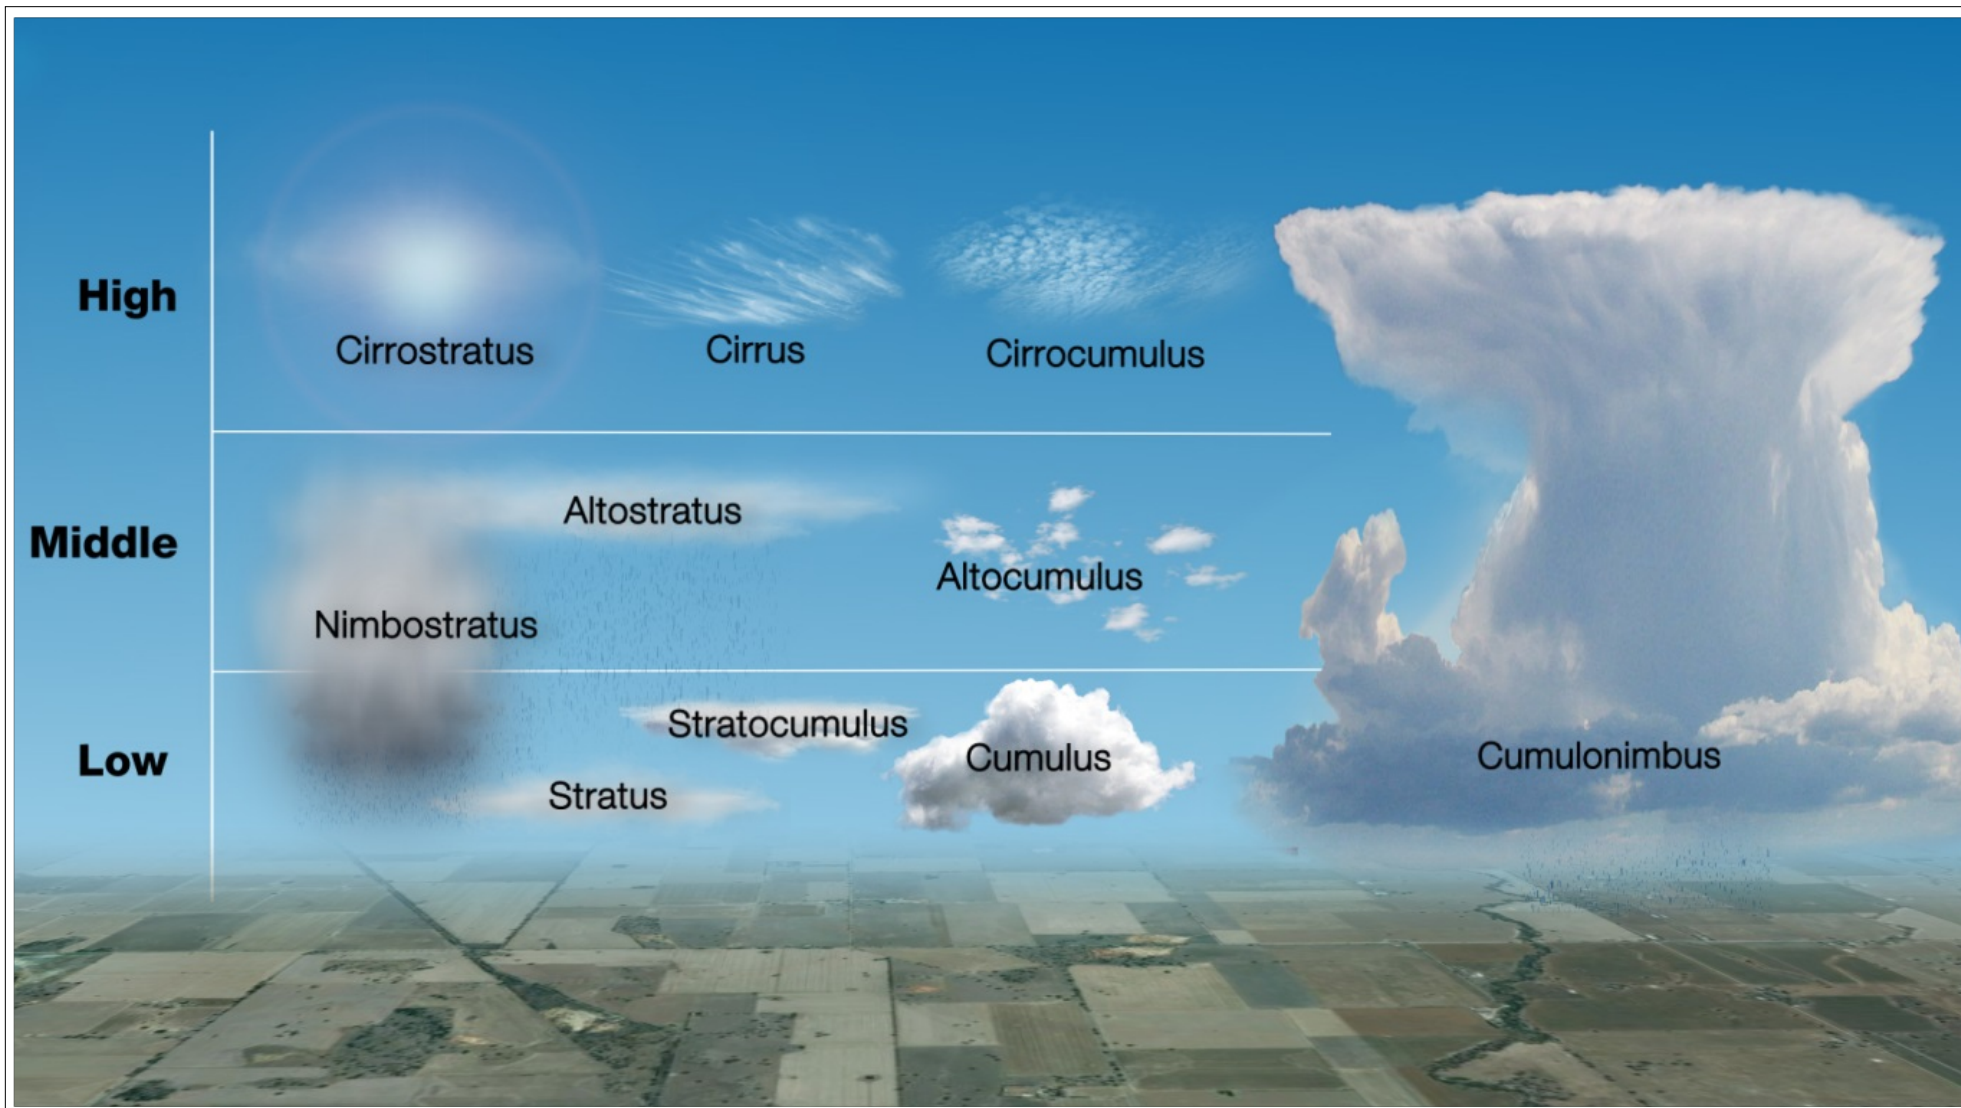 High
Cirrostratus
Cirrus
Cirrocumulus
Middle
Altostratus
Altocumulus
Nimbostratus
Low
Stratocumulus
Cumulus
Cumulonimbus
Stratus